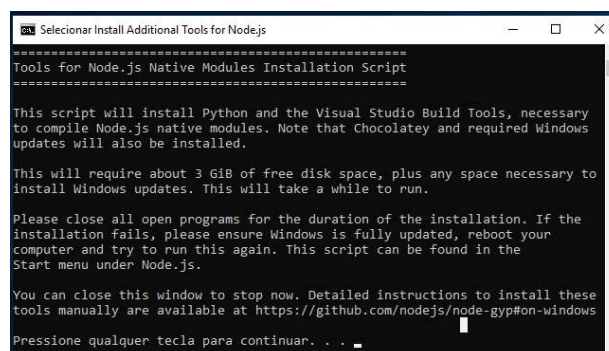 Selecionar Install Additional Tools for Node.js
====================================================
Tools for Node.js Native Modules Installation Script
====================================================
This script will install Python and the Visual Studio Build Tools, necessary
to compile Node.js native modules. Note that Chocolatey and required Windows
updates will also be installed.
This will require about 3 GiB of free disk space, plus any space necessary to
install Windows updates. This will take a while to run.
Please close all open programs for the duration of the installation. If the
installation fails, please ensure Windows is fully updated, reboot your
computer and try to run this again. This script can be found in the
Start menu under Node.js.
You can close this window to stop now. Detailed instructions to install these
tools manually are available at https://github.com/nodejs/node-gyp#on-windows
Pressione qualquer tecla para continuar. . .